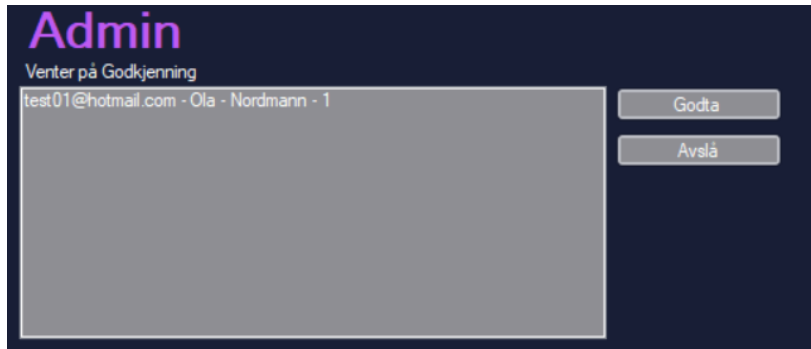 Admin
Venter på Godkjenning
test01@hotmail.com - Ola - Nordmann - 1
Godta
Avslå